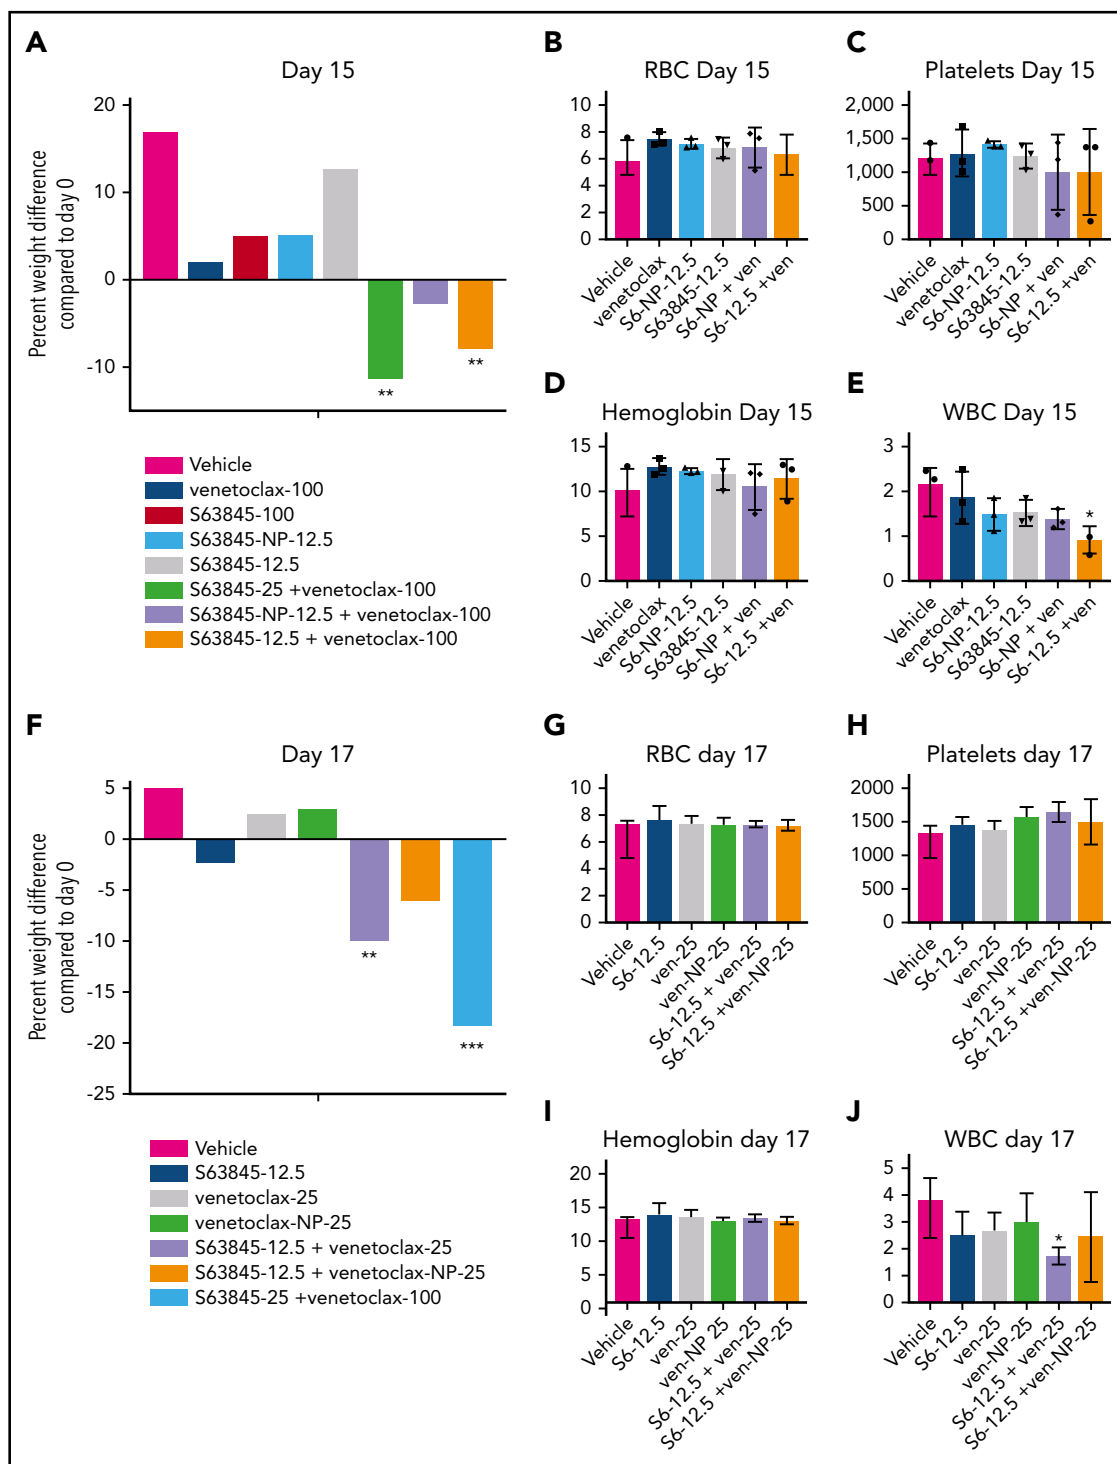 A
Day 15
20
10
0
-10
Percent weight difference
compared to day 0
**
**
Vehicle
venetoclax-100
S63845-100
S63845-NP-12.5
S63845-12.5
S63845-25 +venetoclax-100
S63845-NP-12.5 + venetoclax-100
S63845-12.5 + venetoclax-100
B
RBC Day 15
10
8
6
4
2
0
Vehicle
venetoclax
S6-NP-12.5
S63845-12.5
S6-NP + ven
S6-12.5 +ven
C
Platelets Day 15
2,000
1,500
1,000
500
0
Vehicle
venetoclax
S6-NP-12.5
S63845-12.5
S6-NP + ven
S6-12.5 +ven
D
Hemoglobin Day 15
15
10
5
0
Vehicle
venetoclax
S6-NP-12.5
S63845-12.5
S6-NP + ven
S6-12.5 +ven
E
WBC Day 15
3
2
1
0
*
Vehicle
venetoclax
S6-NP-12.5
S63845-12.5
S6-NP + ven
S6-12.5 +ven
F
Day 17
5
0
-5
-10
-15
-20
-25
Percent weight difference
compared to day 0
**
***
Vehicle
S63845-12.5
venetoclax-25
venetoclax-NP-25
S63845-12.5 + venetoclax-25
S63845-12.5 + venetoclax-NP-25
S63845-25 +venetoclax-100
G
RBC day 17
10
8
6
4
2
0
Vehicle
S6-12.5
ven-25
ven-NP-25
S6-12.5 + ven-25
S6-12.5 +ven-NP-25
H
Platelets day 17
2000
1500
1000
500
0
Vehicle
S6-12.5
ven-25
ven-NP-25
S6-12.5 + ven-25
S6-12.5 +ven-NP-25
I
Hemoglobin day 17
20
15
10
5
0
Vehicle
S6-12.5
ven-25
ven-NP 25
S6-12.5 + ven-25
S6-12.5 +ven-NP-25
J
WBC day 17
5
4
3
2
1
0
*
Vehicle
S6-12.5
ven-25
ven-NP-25
S6-12.5 + ven-25
S6-12.5 +ven-NP-25